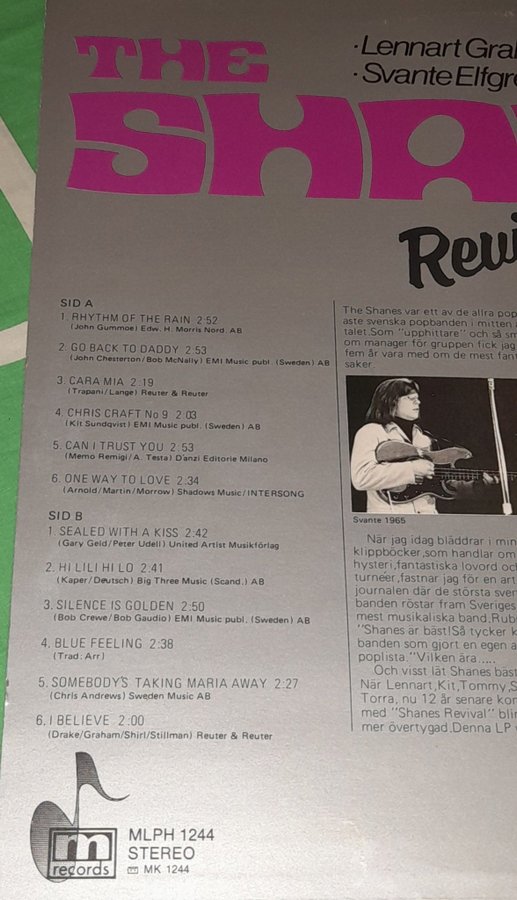 THE
·Lennart
·Svante
Revi
SIDE A
1. RHYTHM OF THE RAIN 2:52
(John Gummoe) Edw. H. Morris Nord. AB
2. GO BACK TO DADDY 2:53
(John Chesterton/Bob McNally) EMI Music publ. (Sweden) AB
3. CARA MIA 2:19
(Trapani/Lange) Reuter & Reuter
4. CHRIS CRAFT No 9 2:03
(Kit Sundqvist) EMI Music publ. (Sweden) AB
5. CAN I TRUST YOU 2:53
(Memo Remigi/A. Testa) D'anzi Editorie Milano
6. ONE WAY TO LOVE 2:34
(Arnold/Martin/Morrow) Shadows Music/INTERSONG
SID B
1. SEALED WITH A KISS 2:42
(Gary Geld/Peter Udell) United Artist Musikförlag
2. HI LILI HI LO 2:41
(Kaper/Deutsch) Big Three Music (Scand.) AB
3. SILENCE IS GOLDEN 2:50
(Bob Crewe/Bob Gaudio) EMI Music publ. (Sweden) AB
4. BLUE FEELING 2:38
(Trad: Arr)
5. SOMEBODY'S TAKING MARIA AWAY 2:27
(Chris Andrews) Sweden Music AB
6. I BELIEVE 2:00
(Drake/Graham/Shirl/Stillman) Reuter & Reuter
m
records
MLPH 1244
STEREO
MK 1244
The Shanes var ett av de allra pop
aste svenska popbanden i mitten
talet. Som "upphittare" och så
om manager för gruppen fick jag
fem år vara med om de mest
saker.
Svante 1965
När jag idag bläddrar i min
klippböcker,som handlar om
hysteri,fantastiska lovord och
turneer,fastnar jag för en
journalen där de största
banden röstar fram Sveriges
mest musikaliska band.
"Shanes är bäst!Så tycker
banden som gjort en egen
poplista."Vilken ära.....
Och visst lät Shanes bäst
När Lennart,Kit,Tommy,S
Torra, nu 12 år senare
med "Shanes Revival"
mer övertygad.Denna LP